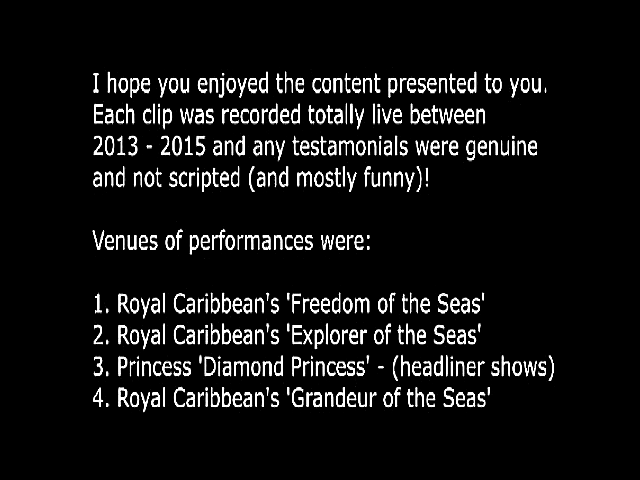 I hope you enjoyed the content presented to you.
Each clip was recorded totally live between
2013 - 2015 and any testamonials were genuine
and not scripted (and mostly funny)!
Venues of performances were:
1. Royal Caribbean's 'Freedom of the Seas'
2. Royal Caribbean's 'Explorer of the Seas'
3. Princess 'Diamond Princess' - (headliner shows)
4. Royal Caribbean's 'Grandeur of the Seas'